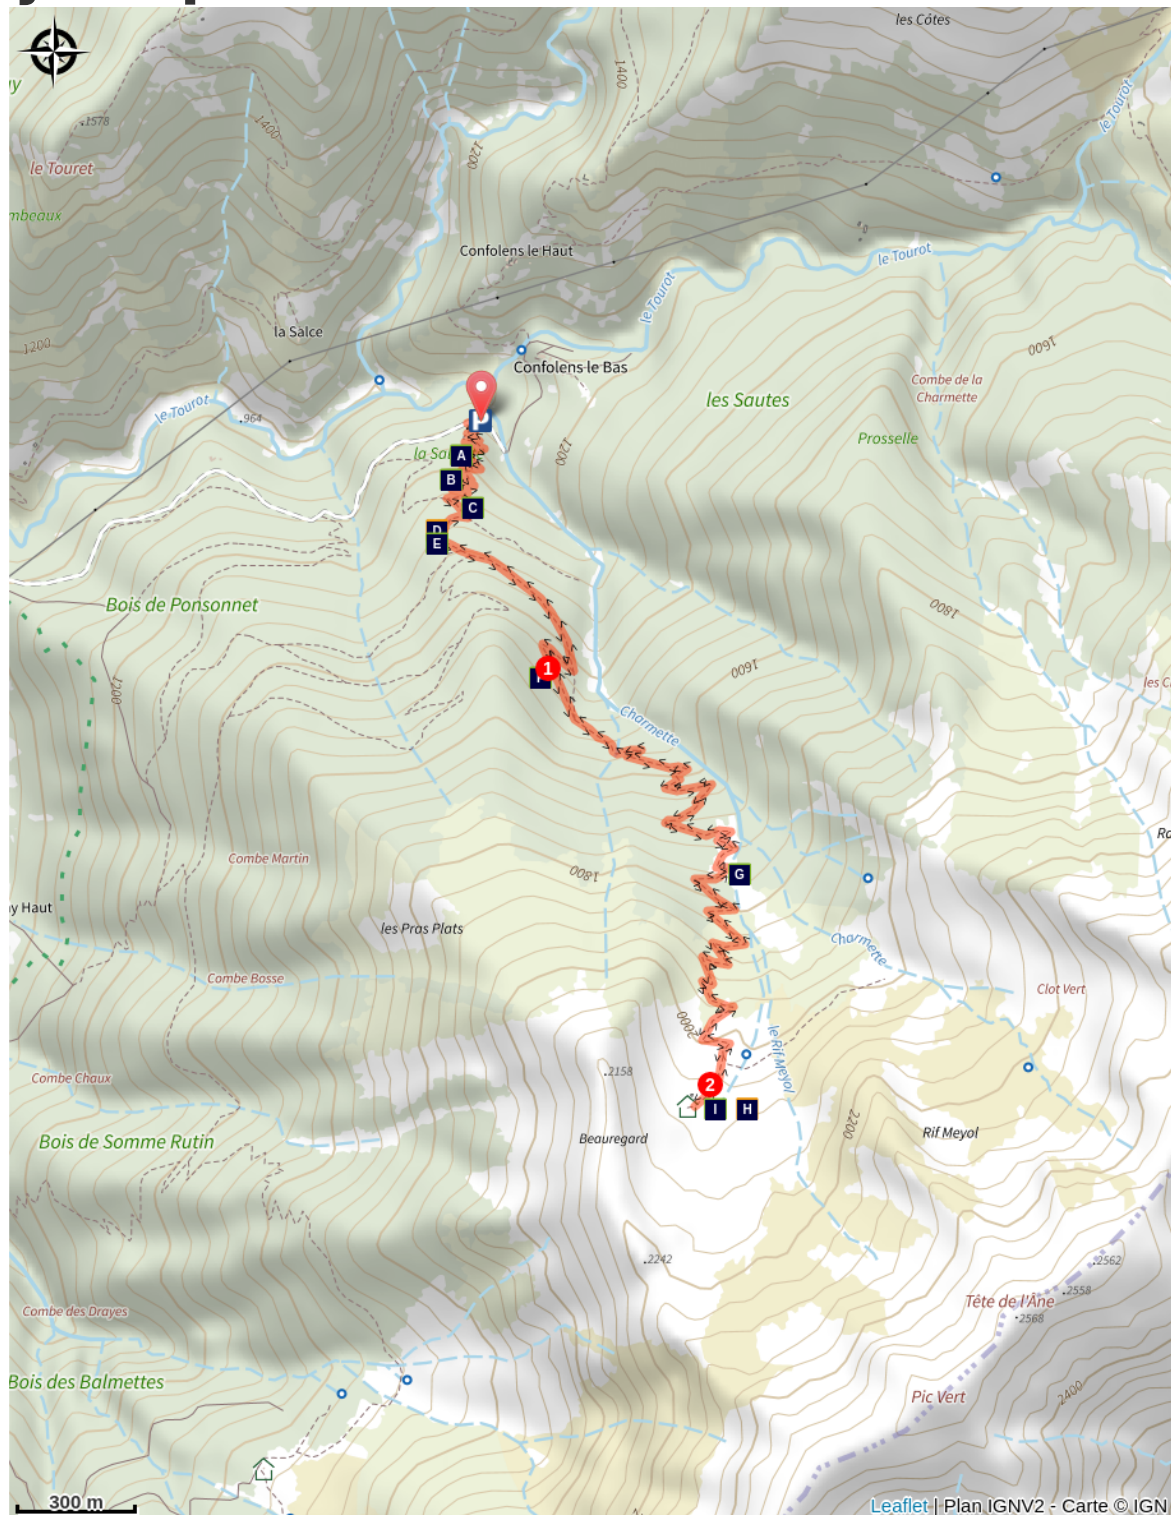 les Côtes
1400
le Tourot
1578
1400
1200
le Touret
mbeaux
Confolens le Haut
le Tourot
le Tourot
la Salce
1200
1600
Confolens le Bas
Combe de la
Charmette
P
les Sautes
le Tourot
964
Prosselle
1200
A
B
C
D
E
Bois de Ponsonnet
1800
1600
1
1200
Charmette
Combe Martin
1800
G
y Haut
les Pras Plats
Charmette
Combe Bosse
Clot Vert
2000
le Rif Meyol
2158
Combe Chaux
2
I
H
2200
Beauregard
Rif Meyol
Bois de Somme Rutin
2242
2562
2558
Tête de l'Âne
2568
Combe des Drayes
Bois des Balmettes
Pic Vert
2400
300 m
Leaflet | Plan IGNV2 - Carte © IGN